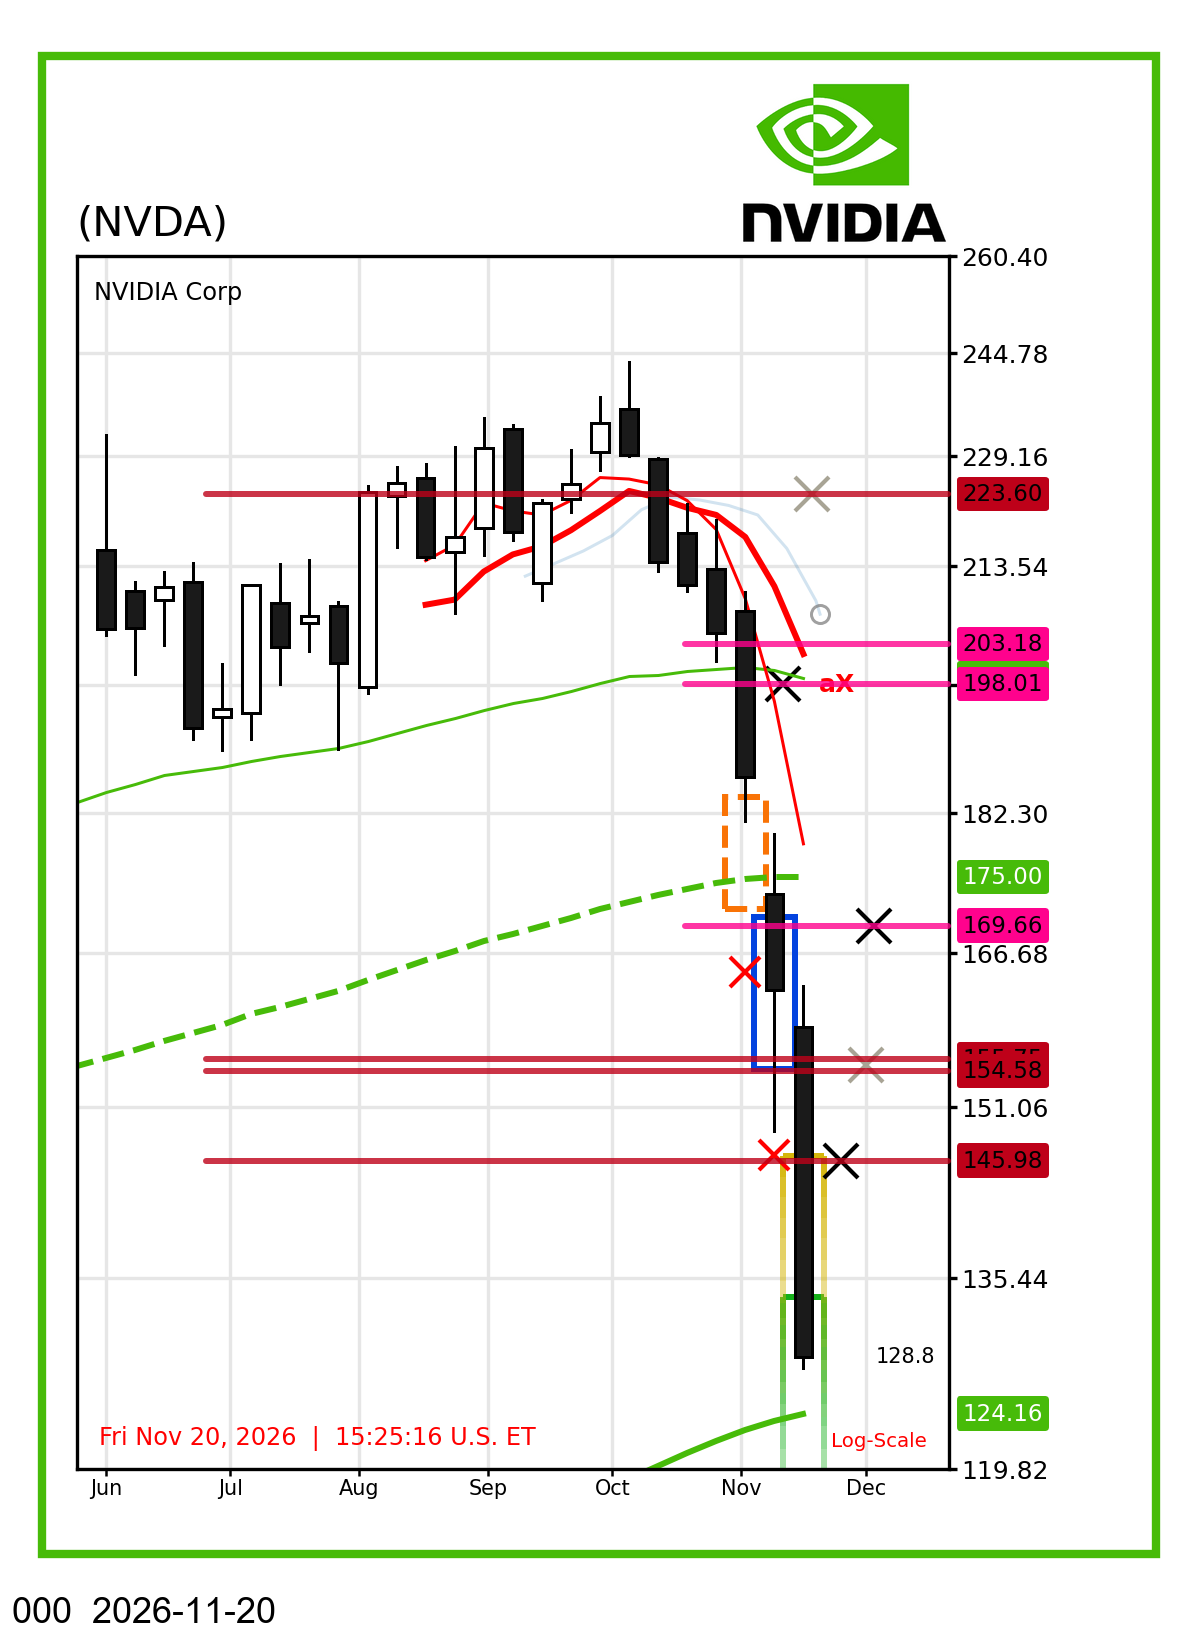 NVIDIA
(NVDA)
NVIDIA Corp
260.40
244.78
229.16
223.60
213.54
203.18
198.01
aX
182.30
175.00
169.66
166.68
154.58
151.06
145.98
135.44
128.8
124.16
Fri Nov 20, 2026 | 15:25:16 U.S. ET
Log-Scale
119.82
Jun Jul Aug Sep Oct Nov Dec
000 2026-11-20